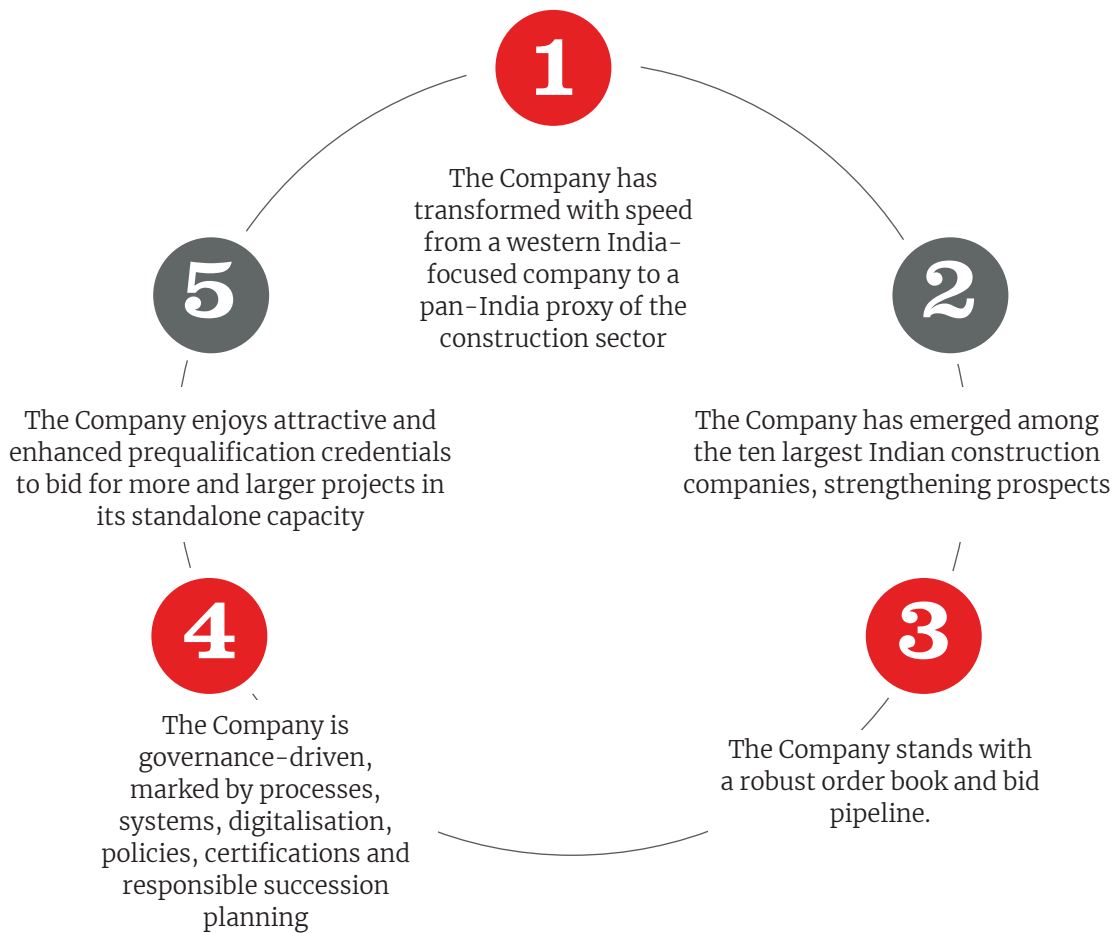 1
The Company has
transformed with speed
from a western India-
focused company to a
pan-India proxy of the
construction sector
2
The Company has emerged among
the ten largest Indian construction
companies, strengthening prospects
3
The Company stands with
a robust order book and bid
pipeline.
4
The Company is
governance-driven,
marked by processes,
systems, digitalisation,
policies, certifications and
responsible succession
planning
5
The Company enjoys attractive and
enhanced prequalification credentials
to bid for more and larger projects in
its standalone capacity